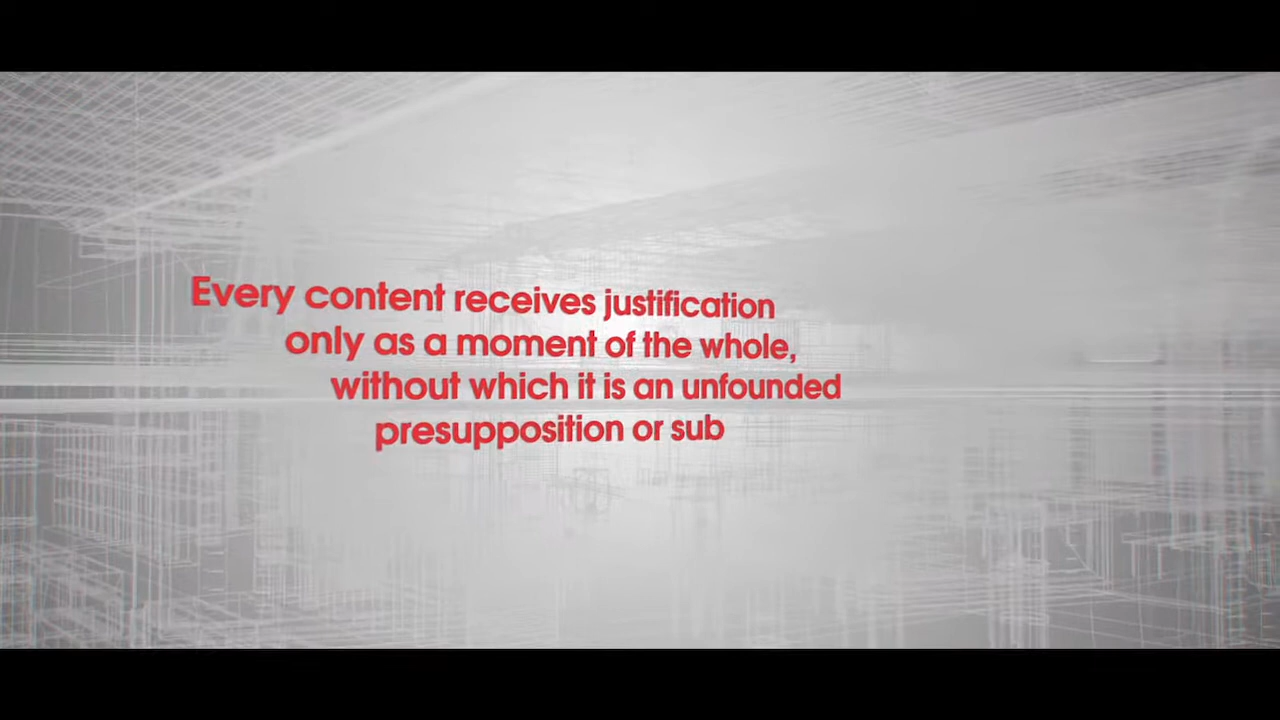 Every content receives justification
only as a moment of the whole,
without which it is an unfounded
presupposition or sub